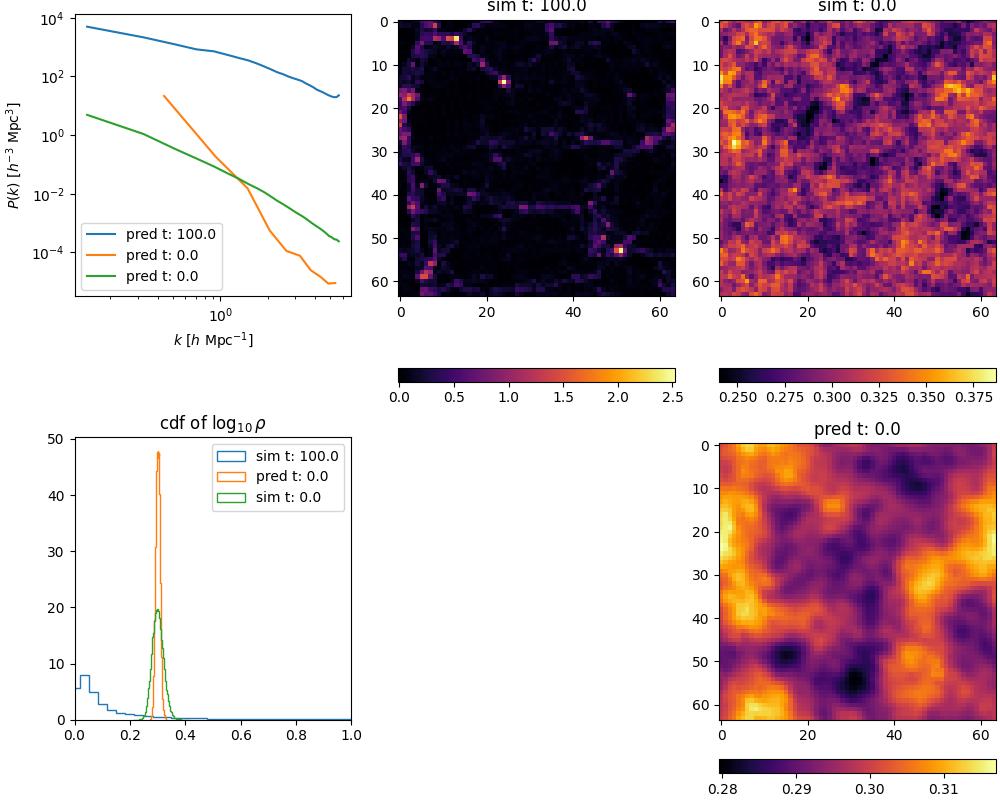 sim t: 100.0
sim t: 0.0
10⁴
10²
10⁰
10⁻²
10⁻⁴
P(k) [h⁻³ Mpc³]
pred t: 100.0
pred t: 0.0
pred t: 0.0
10⁰
k [h Mpc⁻¹]
0
10
20
30
40
50
60
0 20 40 60
0.0 0.5 1.0 1.5 2.0 2.5
0
10
20
30
40
50
60
0 20 40 60
0.250 0.275 0.300 0.325 0.350 0.375
cdf of log₁₀ ρ
50
40
30
20
10
0
sim t: 100.0
pred t: 0.0
sim t: 0.0
0.0 0.2 0.4 0.6 0.8 1.0
pred t: 0.0
0
10
20
30
40
50
60
0 20 40 60
0.28 0.29 0.30 0.31